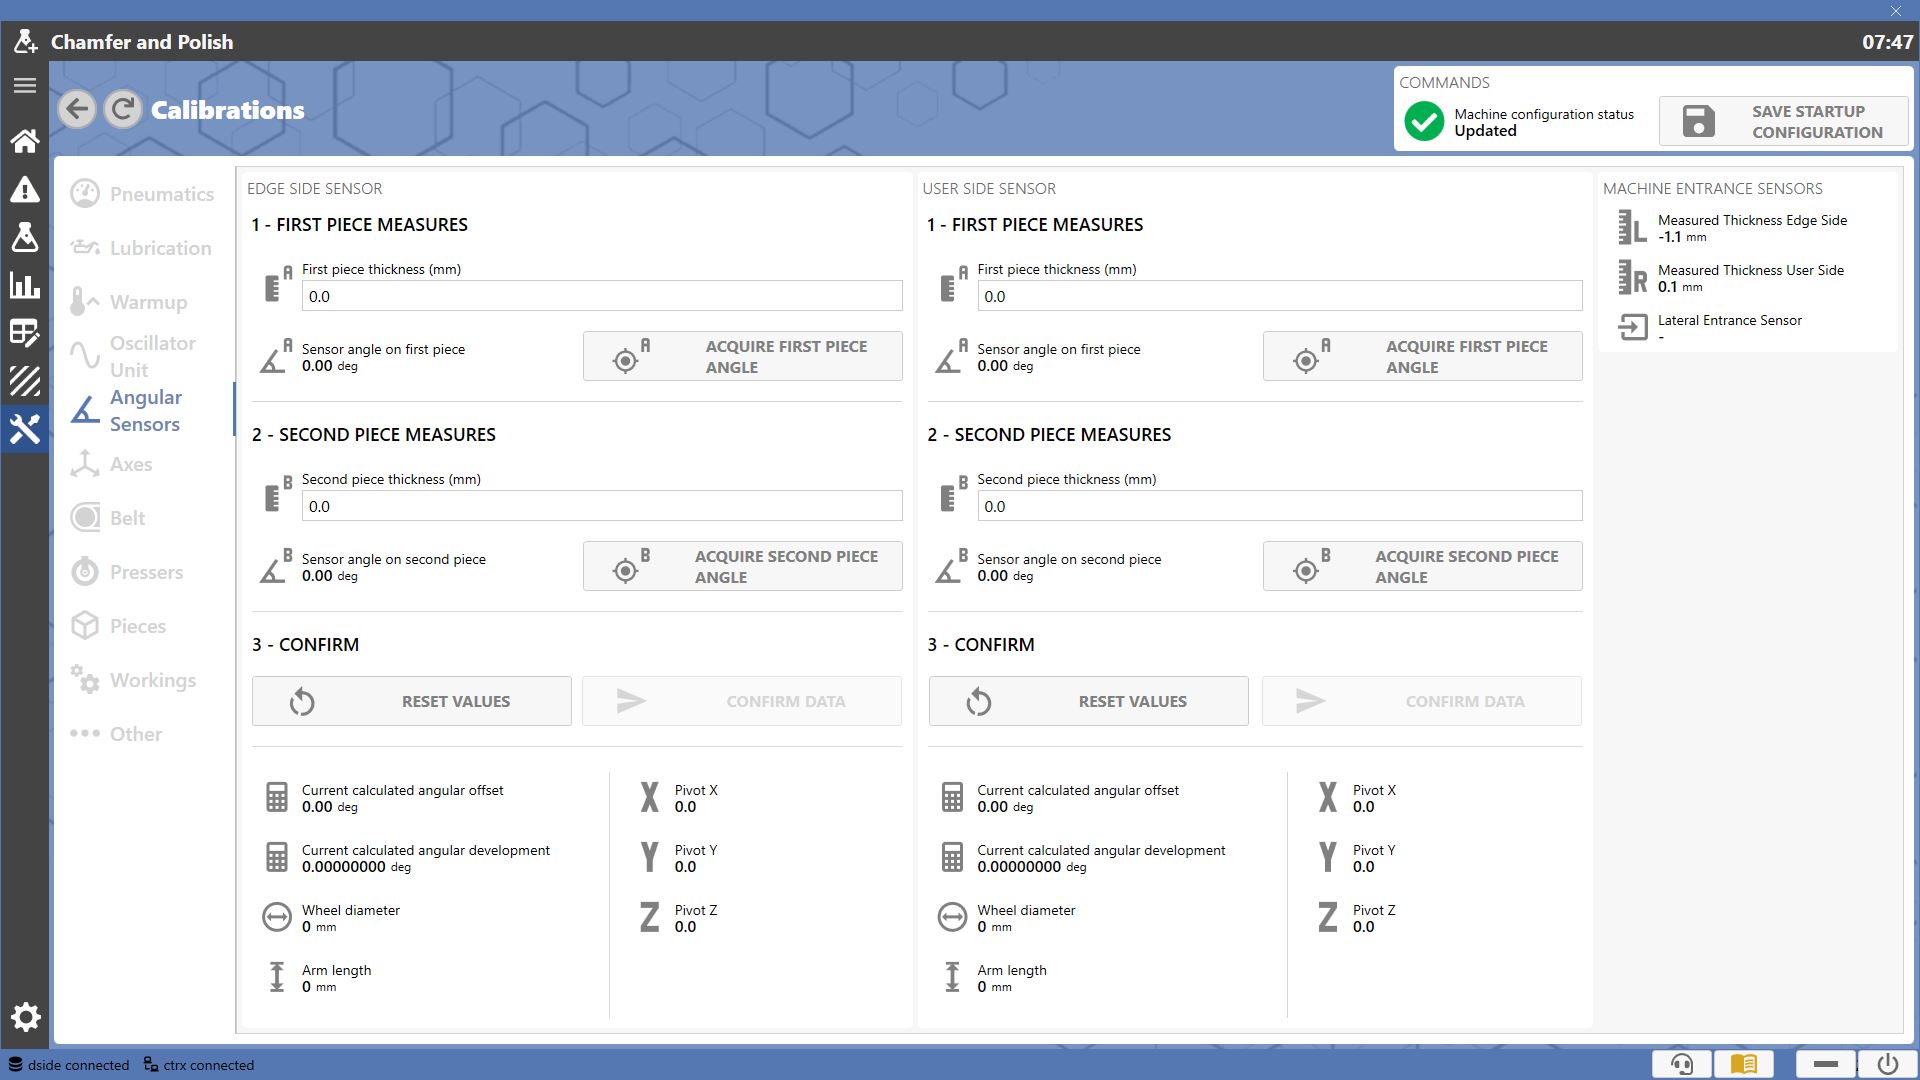 Chamfer and Polish
07:47
Calibrations
COMMANDS
Machine configuration status
Updated
SAVE STARTUP
CONFIGURATION
Pneumatics
Lubrication
Warmup
Oscillator
Unit
Angular
Sensors
Axes
Belt
Pressers
Pieces
Workings
Other
EDGE SIDE SENSOR
1 - FIRST PIECE MEASURES
A
First piece thickness (mm)
0.0
A
Sensor angle on first piece
0.00 deg
A
ACQUIRE FIRST PIECE
ANGLE
2 - SECOND PIECE MEASURES
B
Second piece thickness (mm)
0.0
B
Sensor angle on second piece
0.00 deg
B
ACQUIRE SECOND PIECE
ANGLE
3 - CONFIRM
RESET VALUES
CONFIRM DATA
Current calculated angular offset
0.00 deg
Current calculated angular development
0.00000000 deg
Wheel diameter
0 mm
Arm length
0 mm
X
Pivot X
0.0
Y
Pivot Y
0.0
Z
Pivot Z
0.0
USER SIDE SENSOR
1 - FIRST PIECE MEASURES
A
First piece thickness (mm)
0.0
A
Sensor angle on first piece
0.00 deg
A
ACQUIRE FIRST PIECE
ANGLE
2 - SECOND PIECE MEASURES
B
Second piece thickness (mm)
0.0
B
Sensor angle on second piece
0.00 deg
B
ACQUIRE SECOND PIECE
ANGLE
3 - CONFIRM
RESET VALUES
CONFIRM DATA
Current calculated angular offset
0.00 deg
Current calculated angular development
0.00000000 deg
Wheel diameter
0 mm
Arm length
0 mm
X
Pivot X
0.0
Y
Pivot Y
0.0
Z
Pivot Z
0.0
MACHINE ENTRANCE SENSORS
L
Measured Thickness Edge Side
-1.1 mm
R
Measured Thickness User Side
0.1 mm
Lateral Entrance Sensor
-
dside connected
ctrx connected